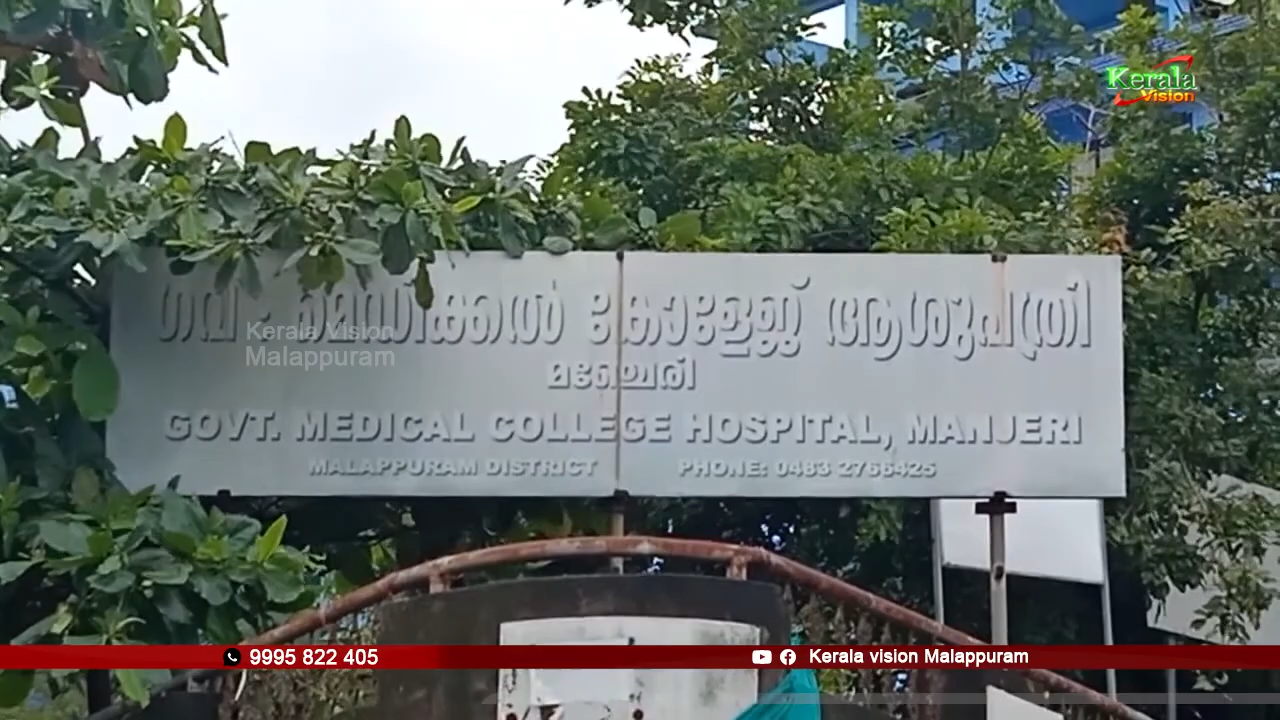 Kerala
Vision
ഗവ : മെഡിക്കൽ കോളേജ് ആശുപത്രി
Kerala Vision
Malappuram
മഞ്ചേരി
GOVT. MEDICAL COLLEGE HOSPITAL, MANJERI
MALAPPURAM DISTRICT PHONE: 0483 2766425
9995 822 405 Kerala vision Malappuram